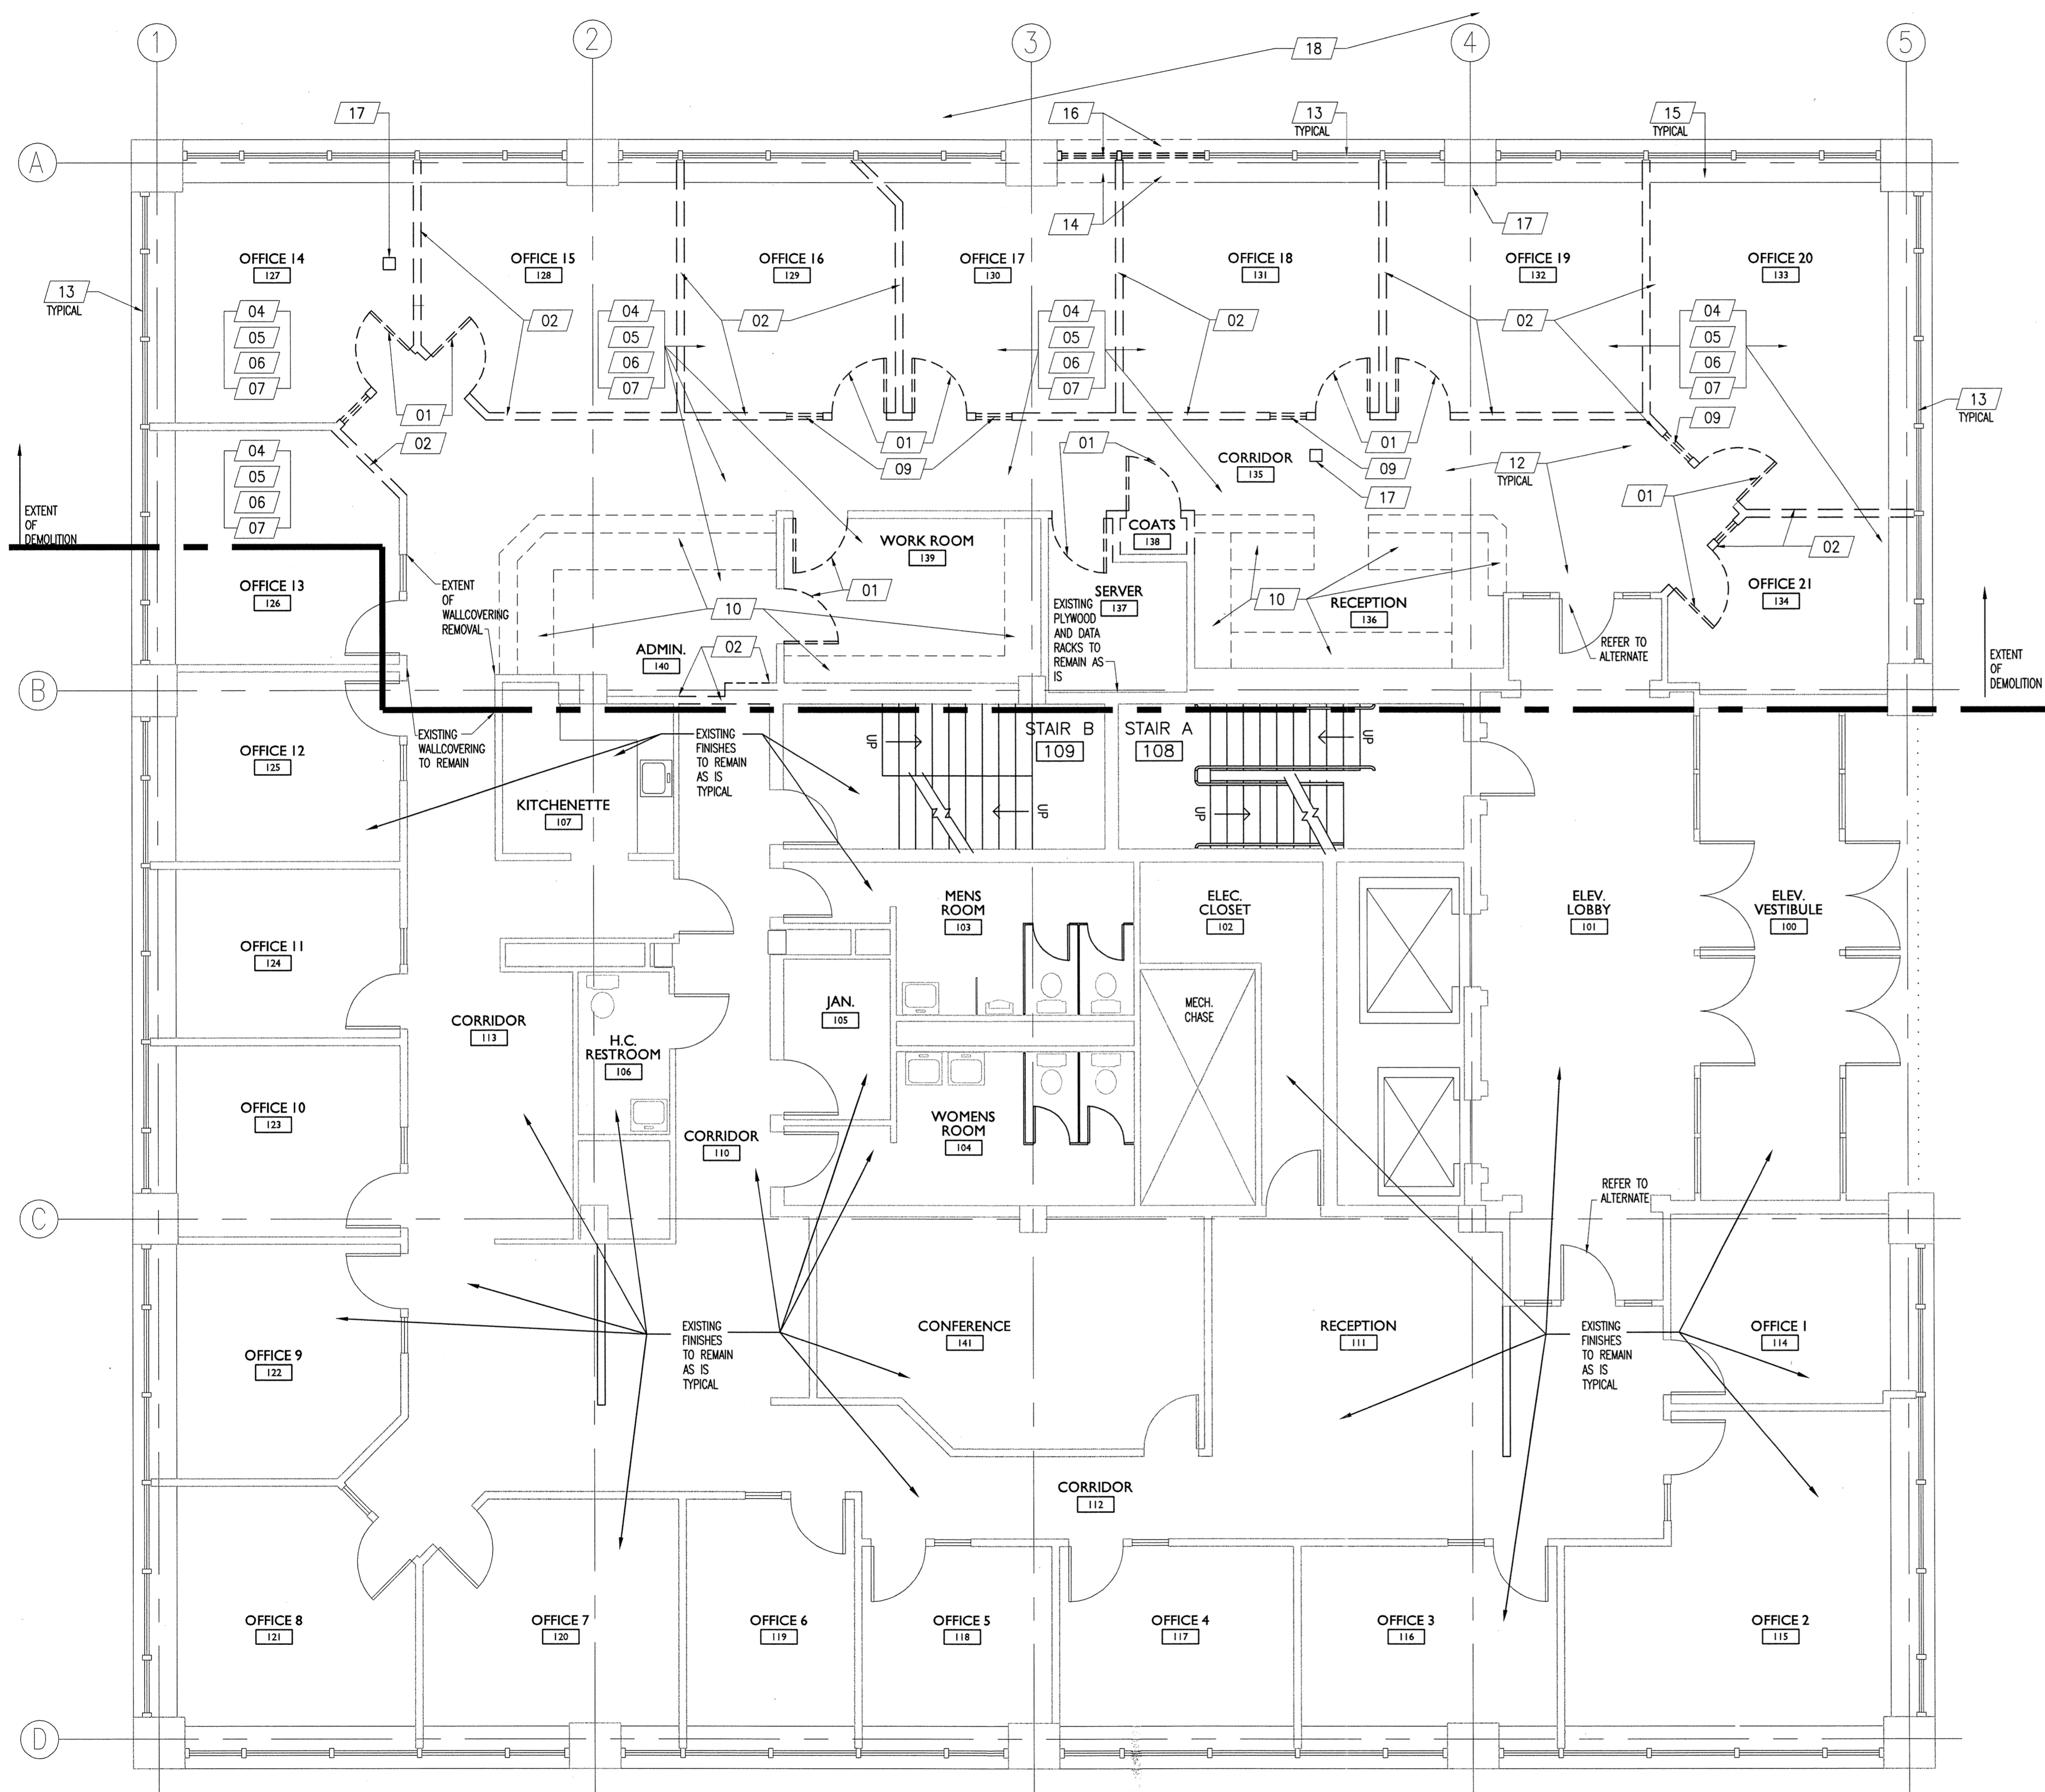 1
2
3
4
5
18
17
16
13
TYPICAL
15
TYPICAL
A
14
17
OFFICE 14
127
OFFICE 15
128
OFFICE 16
129
OFFICE 17
130
OFFICE 18
131
OFFICE 19
132
OFFICE 20
133
13
TYPICAL
04
05
06
07
02
04
05
06
07
02
04
05
06
07
02
02
04
05
06
07
13
TYPICAL
01
02
01
09
01
01
09
09
04
05
06
07
CORRIDOR
135
12
TYPICAL
17
01
EXTENT
OF
DEMOLITION
COATS
138
WORK ROOM
139
02
OFFICE 13
126
EXTENT
OF
WALLCOVERING
REMOVAL
01
10
SERVER
137
EXISTING
PLYWOOD
AND DATA
RACKS TO
REMAIN AS
IS
10
RECEPTION
136
OFFICE 21
134
ADMIN.
140
02
REFER TO
ALTERNATE
EXTENT
OF
DEMOLITION
B
EXISTING
WALLCOVERING
TO REMAIN
EXISTING
FINISHES
TO REMAIN
AS IS
TYPICAL
STAIR B
109
STAIR A
108
UP
UP
UP
UP
Z Z
Z Z
OFFICE 12
125
KITCHENETTE
107
MENS
ROOM
103
ELEC.
CLOSET
102
ELEV.
LOBBY
101
ELEV.
VESTIBULE
100
OFFICE 11
124
CORRIDOR
113
JAN.
105
MECH.
CHASE
H.C.
RESTROOM
106
OFFICE 10
123
WOMENS
ROOM
104
CORRIDOR
110
REFER TO
ALTERNATE
C
OFFICE 9
122
EXISTING
FINISHES
TO REMAIN
AS IS
TYPICAL
CONFERENCE
141
RECEPTION
111
EXISTING
FINISHES
TO REMAIN
AS IS
TYPICAL
OFFICE 1
114
CORRIDOR
112
OFFICE 8
121
OFFICE 7
120
OFFICE 6
119
OFFICE 5
118
OFFICE 4
117
OFFICE 3
116
OFFICE 2
115
D